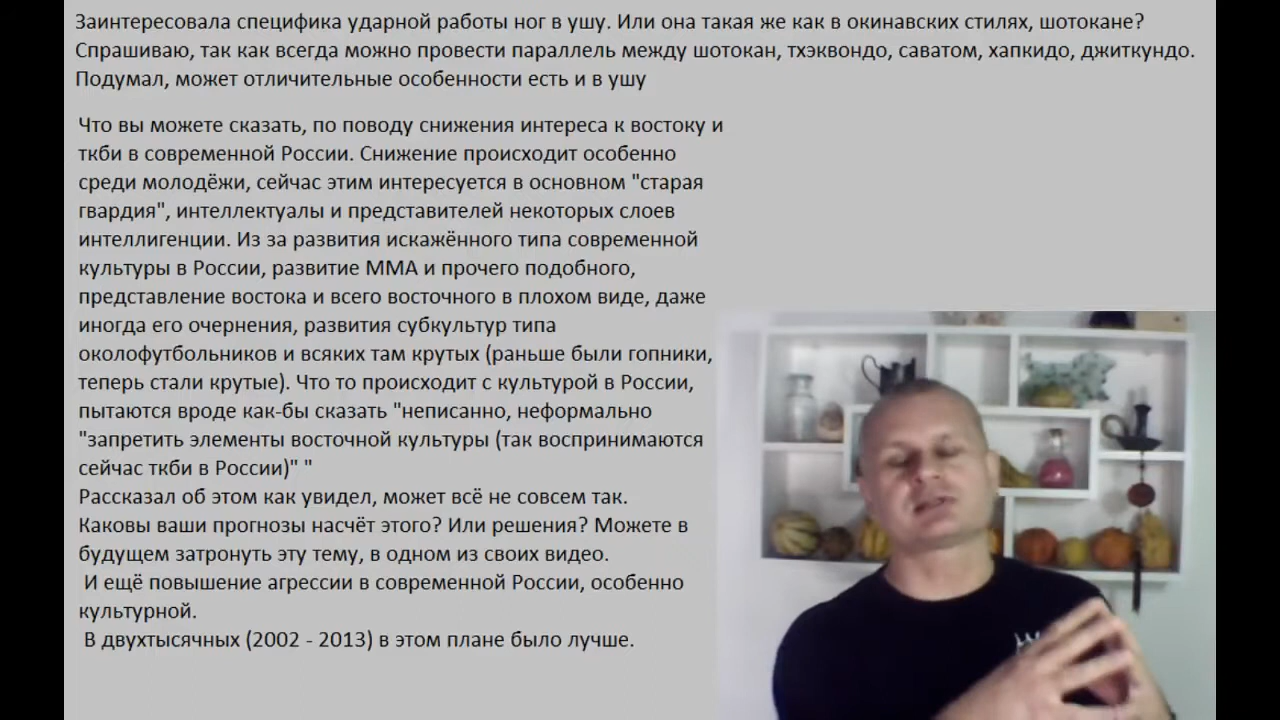 Заинтересовала специфика ударной работы ног в ушу. Или она такая же как в окинавских стилях, шотокане?
Спрашиваю, так как всегда можно провести параллель между шотокан, тхэквондо, саватом, хапкидо, джиткундо.
Подумал, может отличительные особенности есть и в ушу
Что вы можете сказать, по поводу снижения интереса к востоку и
ткби в современной России. Снижение происходит особенно
среди молодёжи, сейчас этим интересуется в основном "старая
гвардия", интеллектуалы и представителей некоторых слоев
интеллигенции. Из за развития искажённого типа современной
культуры в России, развитие ММА и прочего подобного,
представление востока и всего восточного в плохом виде, даже
иногда его очернения, развития субкультур типа
околофутбольников и всяких там крутых (раньше были гопники,
теперь стали крутые). Что то происходит с культурой в России,
пытаются вроде как-бы сказать "неписанно, неформально
"запретить элементы восточной культуры (так воспринимаются
сейчас ткби в России)" "
Рассказал об этом как увидел, может всё не совсем так.
Каковы ваши прогнозы насчёт этого? Или решения? Можете в
будущем затронуть эту тему, в одном из своих видео.
И ещё повышение агрессии в современной России, особенно
культурной.
В двухтысячных (2002 - 2013) в этом плане было лучше.